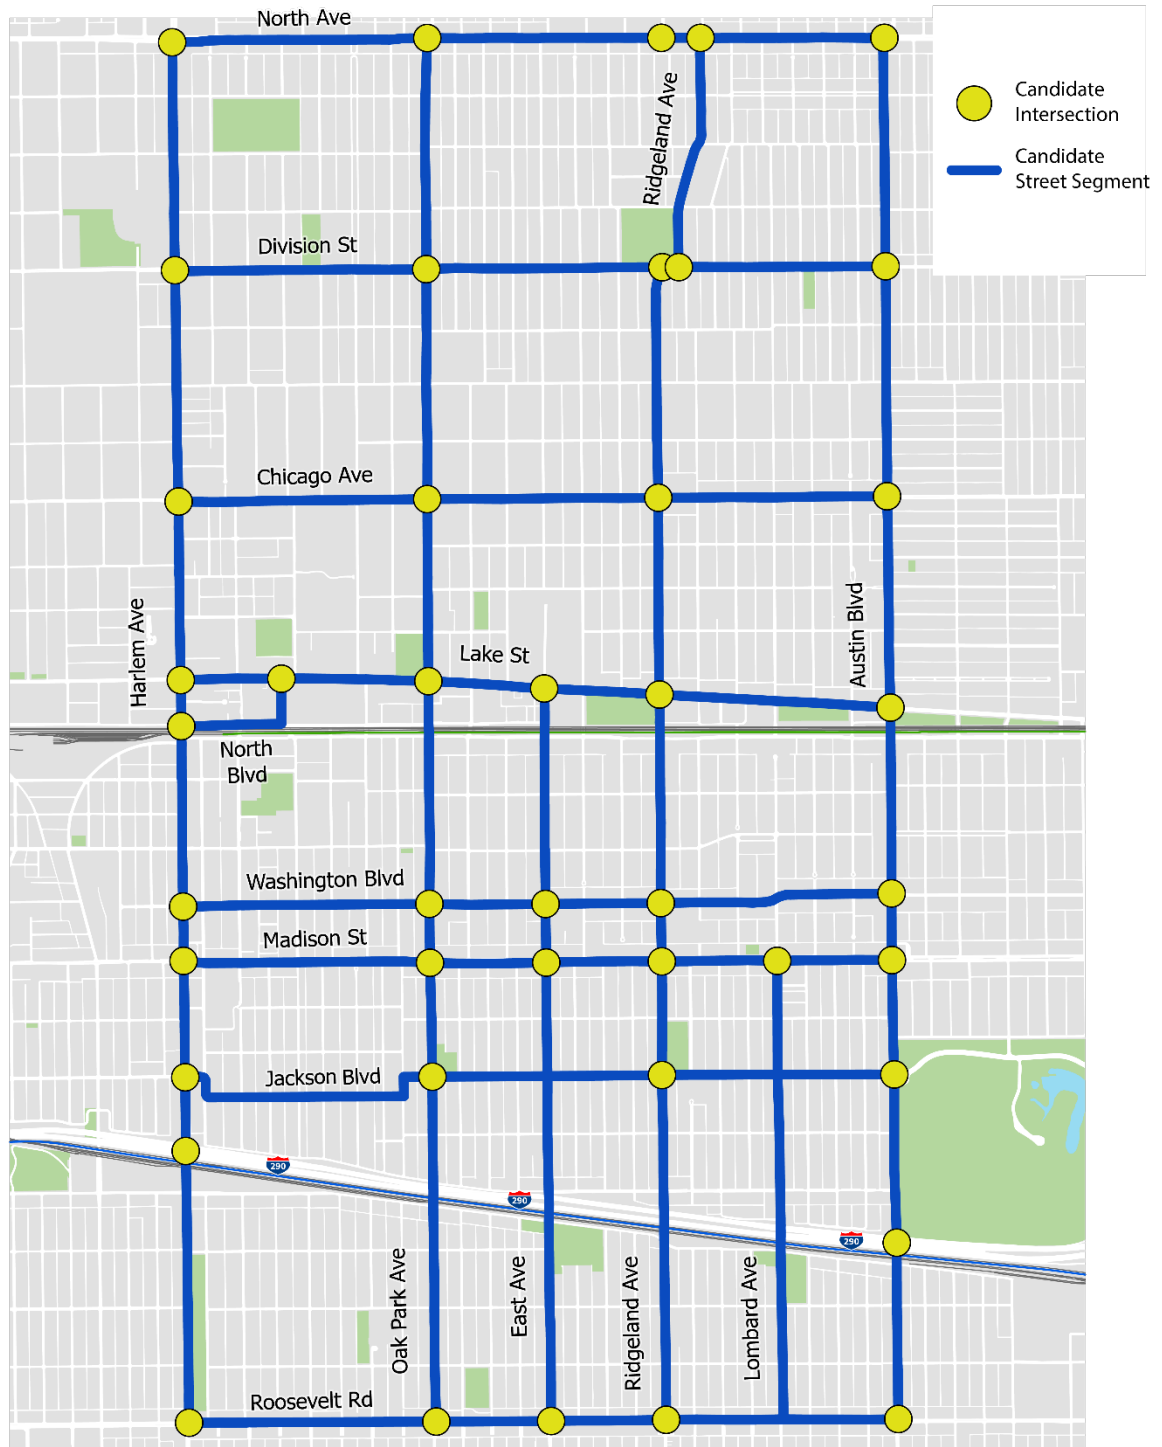 North Ave
Candidate
Intersection
Candidate
Street Segment
Ridgeland Ave
Division St
Chicago Ave
Harlem Ave
Austin Blvd
Lake St
North
Blvd
Washington Blvd
Madison St
Jackson Blvd
290
290
290
Oak Park Ave
East Ave
Ridgeland Ave
Lombard Ave
Roosevelt Rd